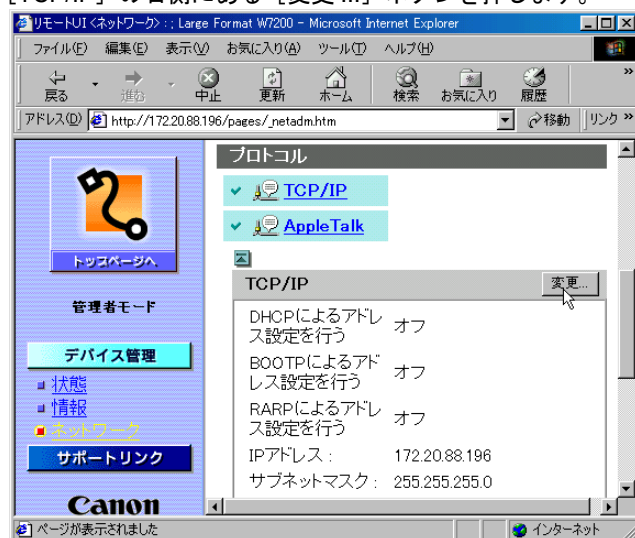 [TCP/IP] の右側にある [変更...] ボタンを押します。
リモートUI <ネットワーク> : ; Large Format W7200 - Microsoft Internet Explorer
ファイル(F) 編集(E) 表示(V) お気に入り(A) ツール(T) ヘルプ(H)
戻る 進む 中止 更新 ホーム 検索 お気に入り 履歴 »
アドレス(D) http://172.20.88.196/pages/_netadm.htm 移動 リンク »
トップページへ
管理者モード
デバイス管理
状態
情報
ネットワーク
サポートリンク
Canon
プロトコル
TCP/IP
AppleTalk
TCP/IP 変更...
DHCPによるアドレ
ス設定を行う オフ
BOOTPによるアド
レス設定を行う オフ
RARPによるアドレ
ス設定を行う オフ
IPアドレス : 172.20.88.196
サブネットマスク : 255.255.255.0
ページが表示されました インターネット